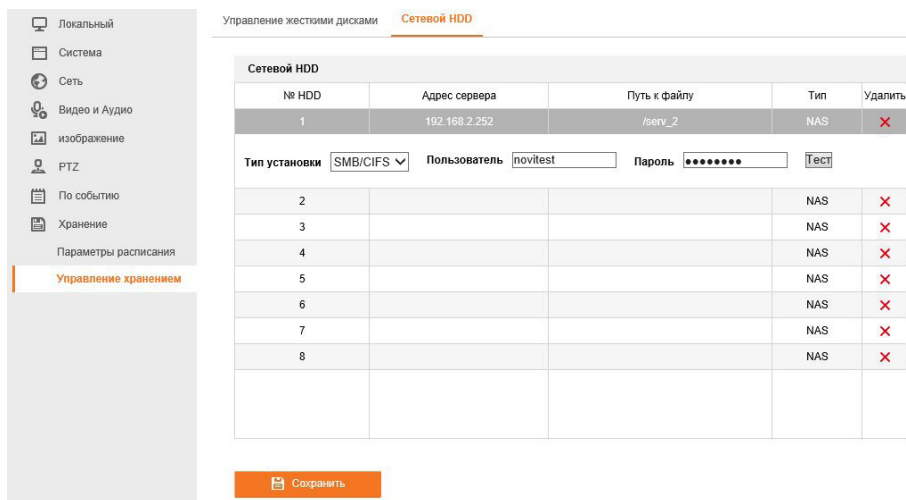 Локальный
Система
Сеть
Видео и Аудио
изображение
PTZ
По событию
Хранение
Параметры расписания
Управление хранением
Управление жесткими дисками Сетевой HDD
Сетевой HDD
№ HDD Адрес сервера Путь к файлу Тип Удалить
1 192.168.2.252 /serv_2 NAS
Тип установки SMB/CIFS Пользователь novitest Пароль ●●●●●●●● Тест
2 NAS
3 NAS
4 NAS
5 NAS
6 NAS
7 NAS
8 NAS
Сохранить